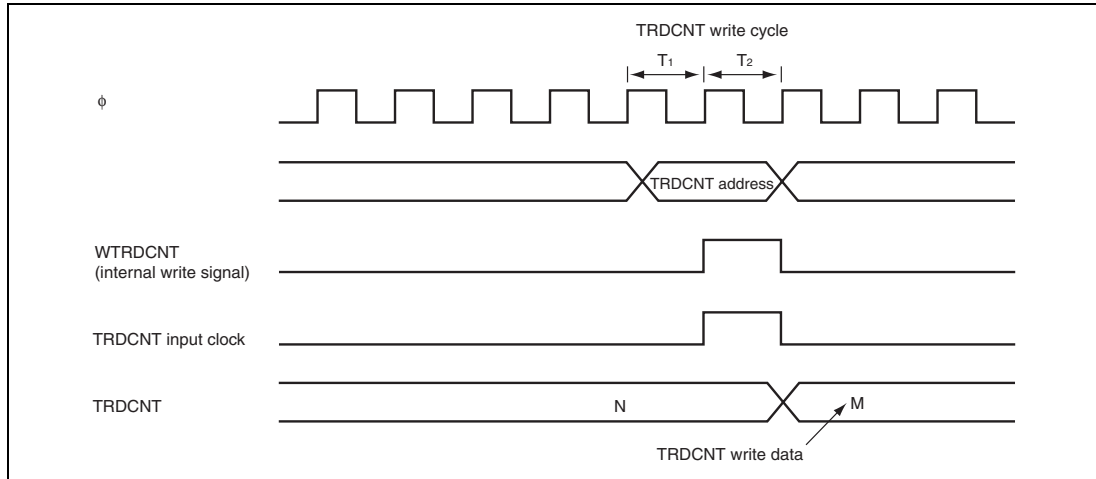 TRDCNT write cycle
T1 T2
φ
TRDCNT address
WTRDCNT
(internal write signal)
TRDCNT input clock
TRDCNT N M
TRDCNT write data